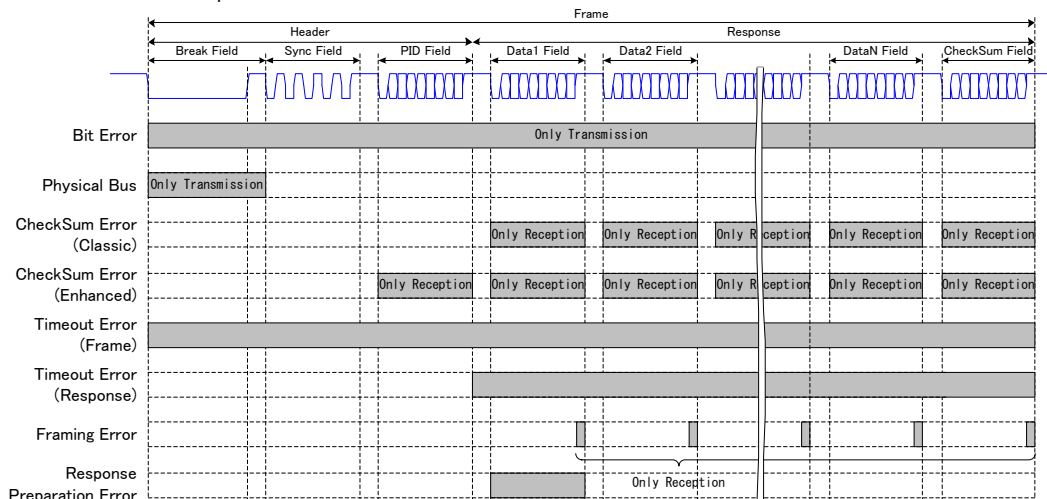 Frame
Header
Response
Break Field
Sync Field
PID Field
Data1 Field
Data2 Field
DataN Field
CheckSum Field
Bit Error
Only Transmission
Physical Bus
Only Transmission
CheckSum Error
(Classic)
Only Reception
Only Reception
Only Reception
Only Reception
Only Reception
CheckSum Error
(Enhanced)
Only Reception
Only Reception
Only Reception
Only Reception
Only Reception
Only Reception
Timeout Error
(Frame)
Timeout Error
(Response)
Framing Error
Only Reception
Response
Preparation Error